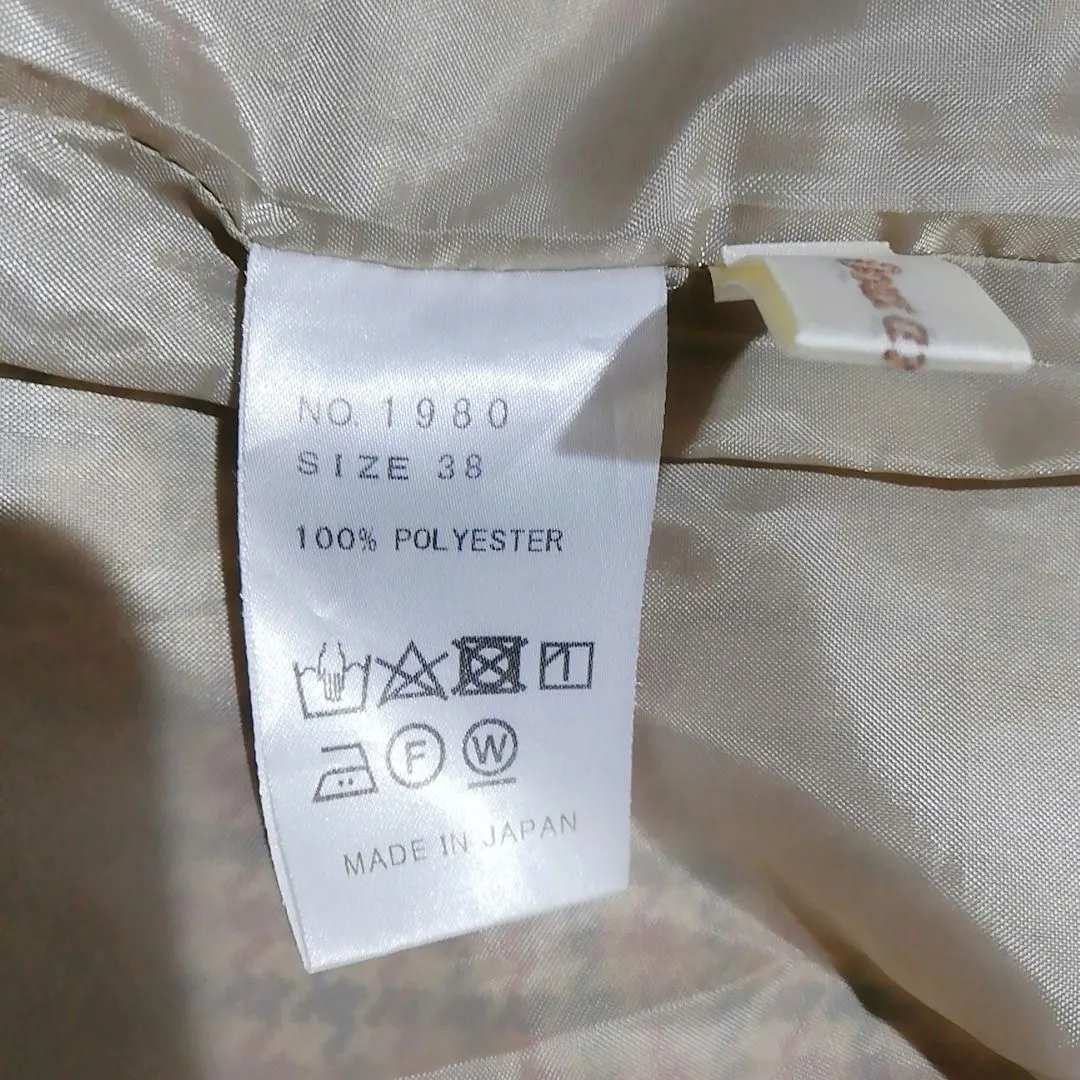 NO. 1980
SIZE 38
100% POLYESTER
F W
MADE IN JAPAN